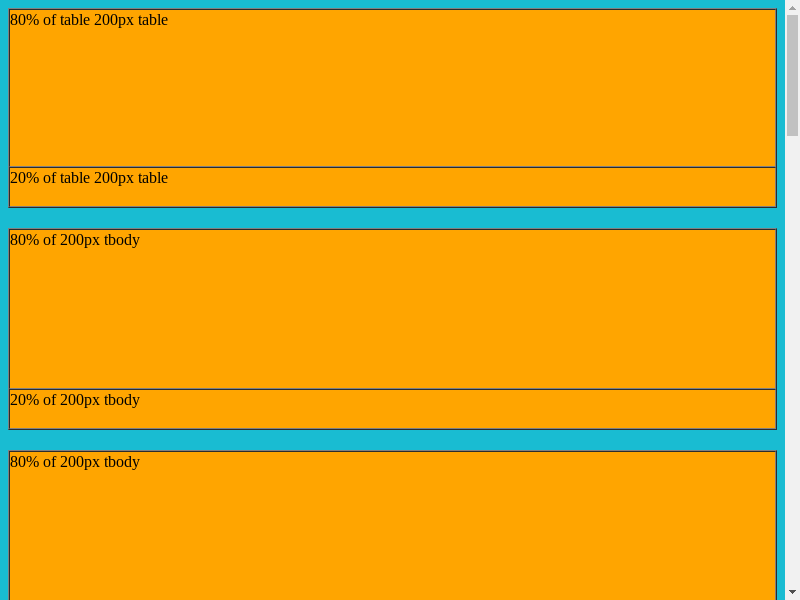 80% of table 200px table
20% of table 200px table
80% of 200px tbody
20% of 200px tbody
80% of 200px tbody